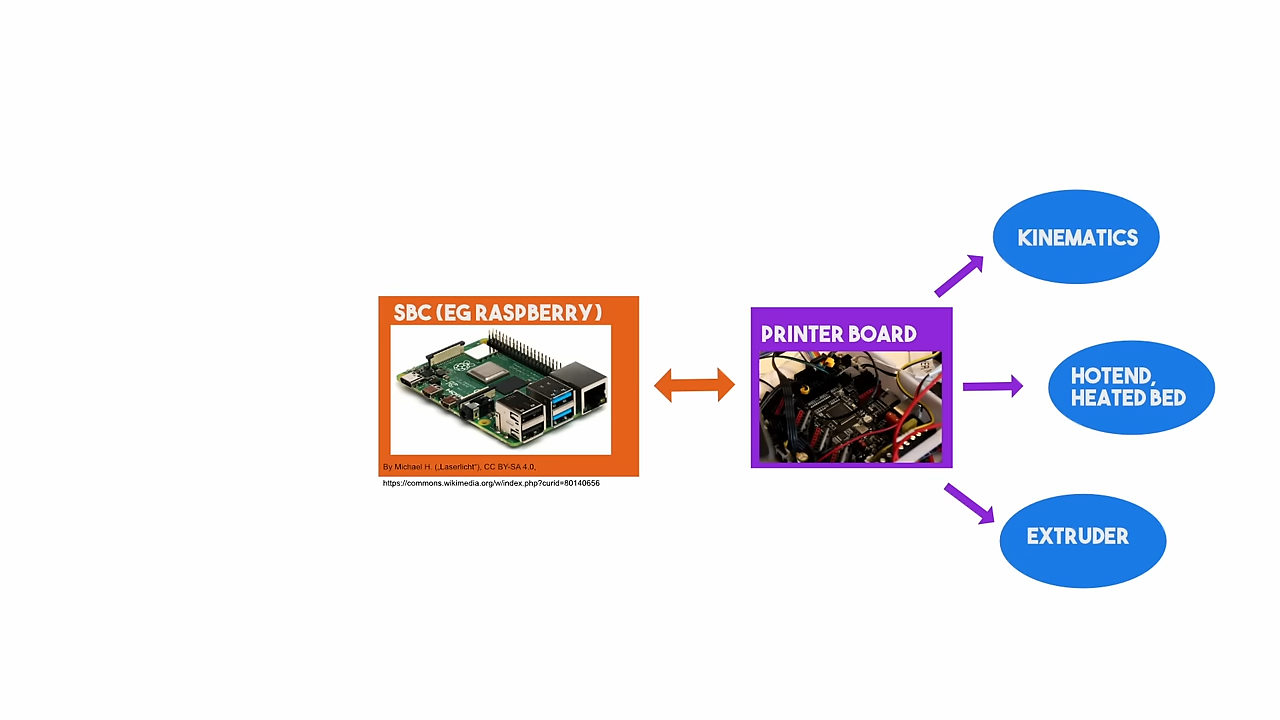 SBC (EG RASPBERRY)
By Michael H. („Laserlicht"), CC BY-SA 4.0,
https://commons.wikimedia.org/w/index.php?curid=80140656
PRINTER BOARD
KINEMATICS
HOTEND,
HEATED BED
EXTRUDER